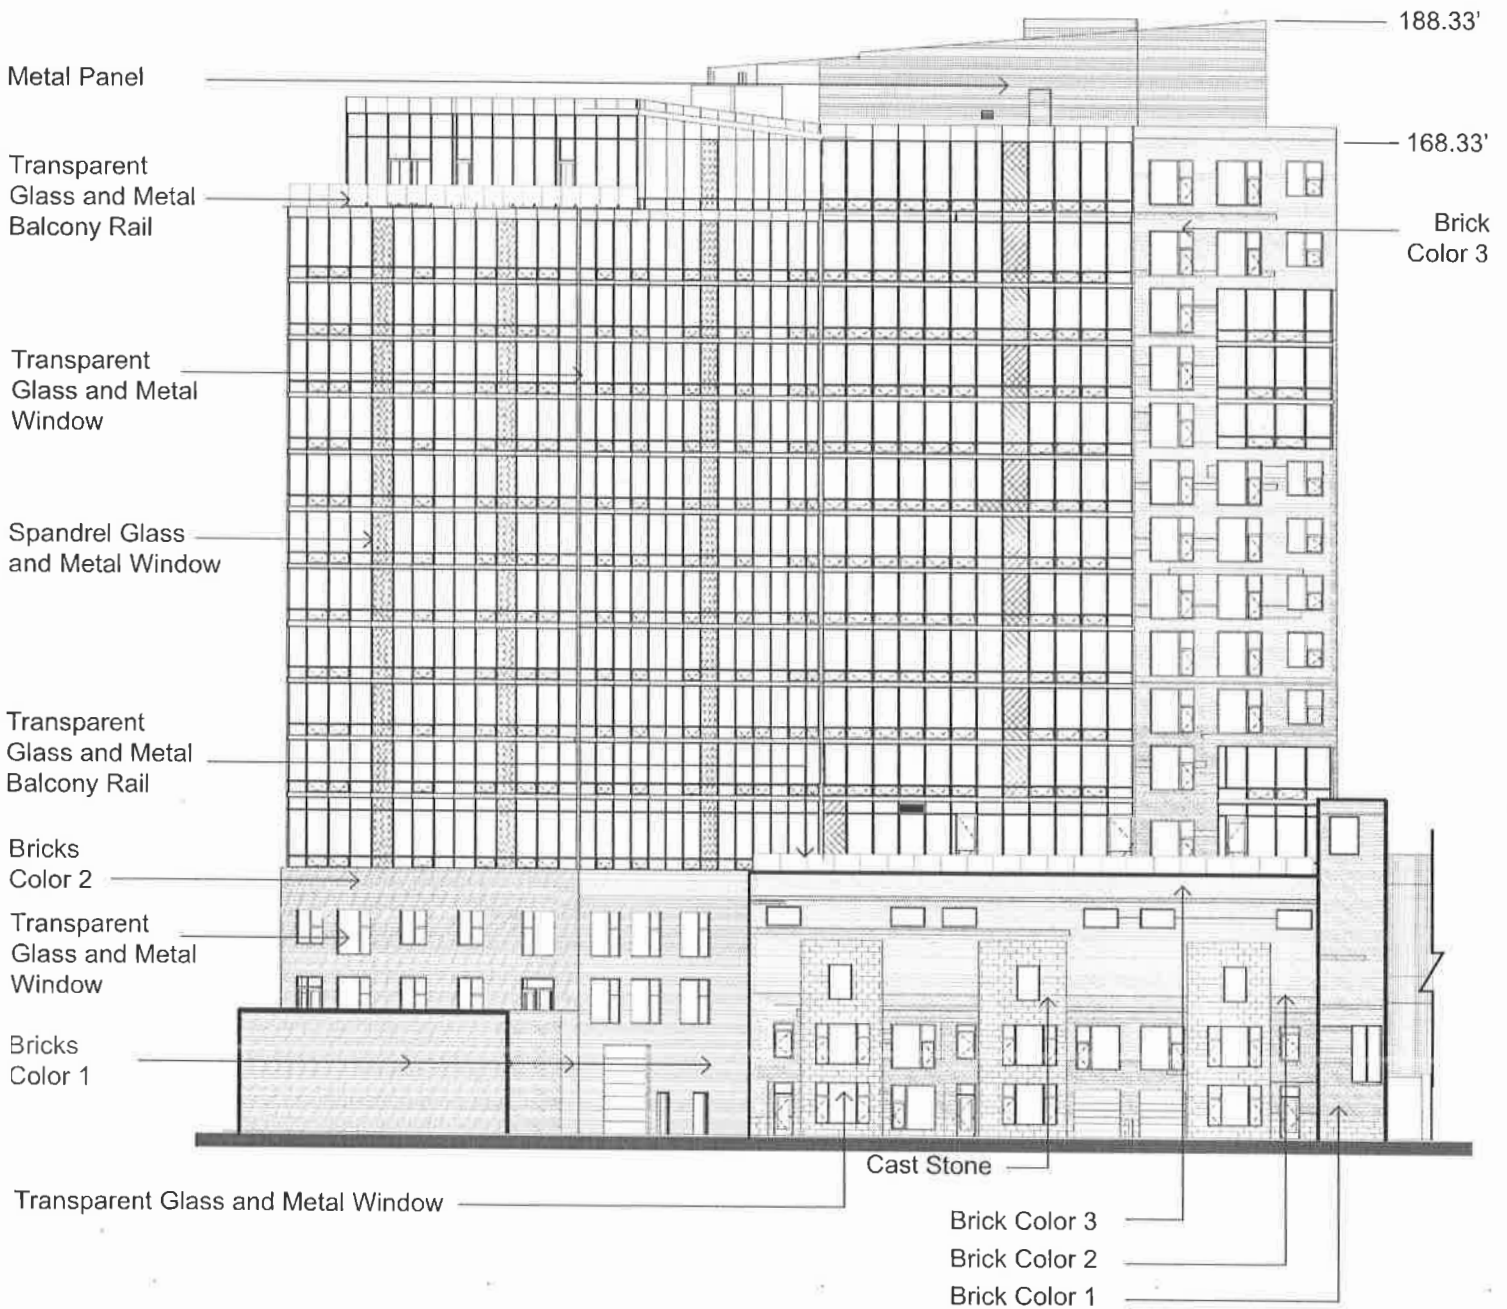 188.33'
Metal Panel
168.33'
Transparent
Glass and Metal
Balcony Rail
Brick
Color 3
Transparent
Glass and Metal
Window
Spandrel Glass
and Metal Window
Transparent
Glass and Metal
Balcony Rail
Bricks
Color 2
Transparent
Glass and Metal
Window
Bricks
Color 1
Cast Stone
Transparent Glass and Metal Window
Brick Color 3
Brick Color 2
Brick Color 1